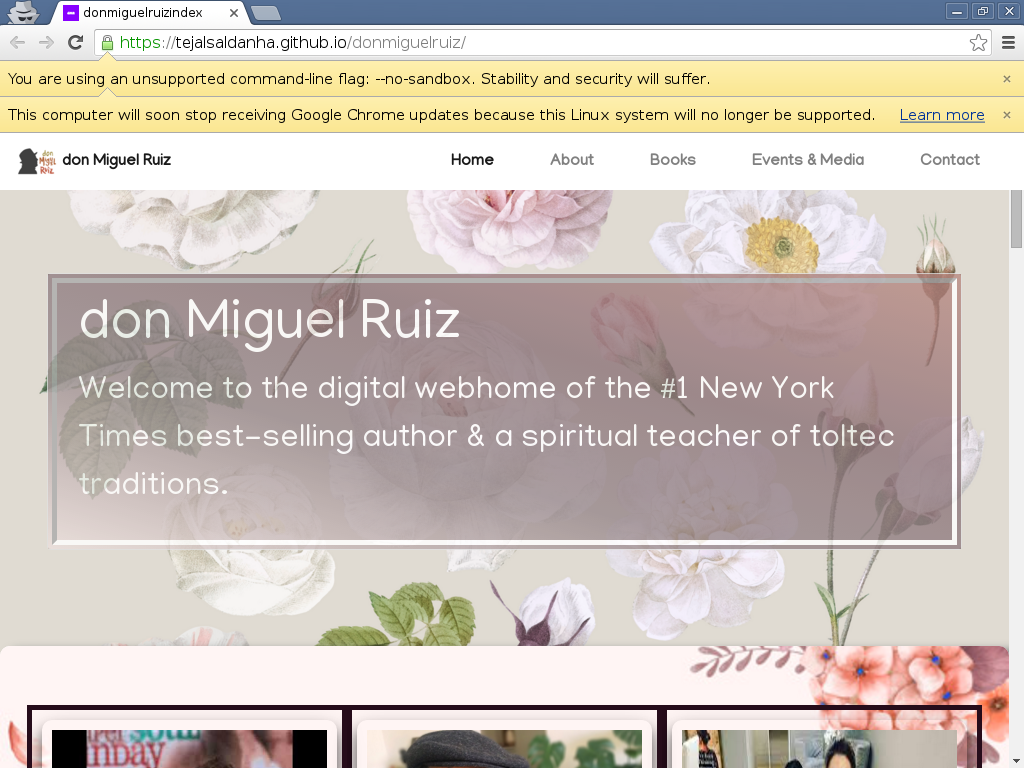 donmiguelruizindex
https://tejalsaldanha.github.io/donmiguelruiz/
You are using an unsupported command-line flag: --no-sandbox. Stability and security will suffer.
This computer will soon stop receiving Google Chrome updates because this Linux system will no longer be supported. Learn more
don Miguel Ruiz
don Miguel Ruiz Home About Books Events & Media Contact
don Miguel Ruiz
Welcome to the digital webhome of the #1 New York
Times best-selling author & a spiritual teacher of toltec
traditions.